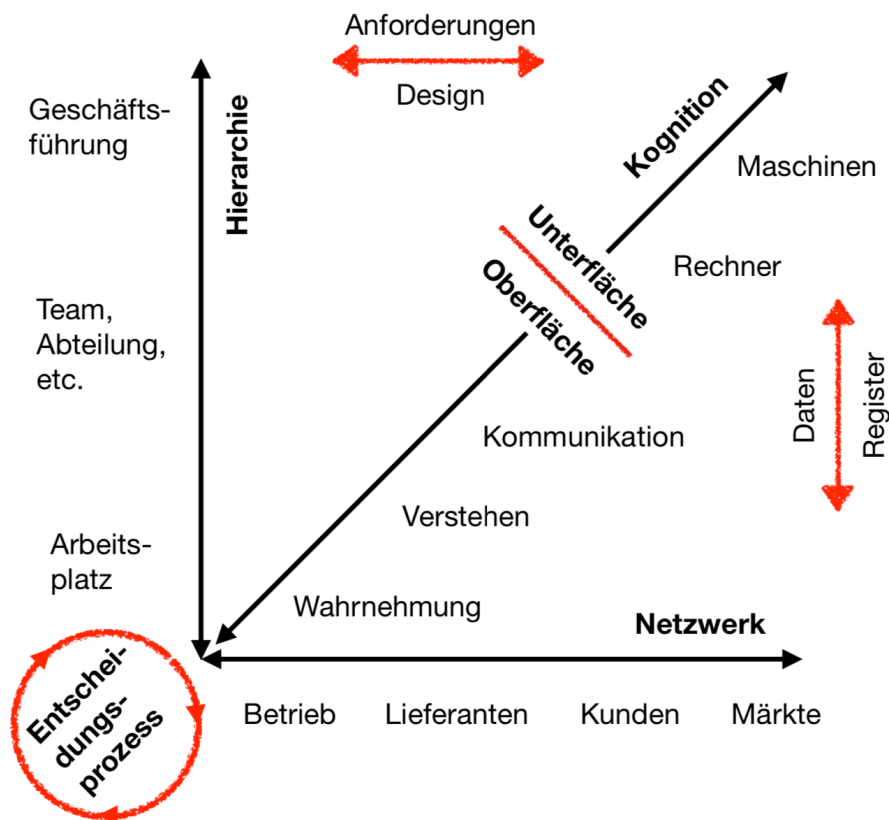 Anforderungen
Design
Geschäfts-
führung
Hierarchie
Kognition
Maschinen
Unterfläche
Oberfläche
Rechner
Team,
Abteilung,
etc.
Daten
Register
Kommunikation
Verstehen
Arbeits-
platz
Wahrnehmung
Netzwerk
Entschei-
dungs-
prozess
Betrieb
Lieferanten
Kunden
Märkte